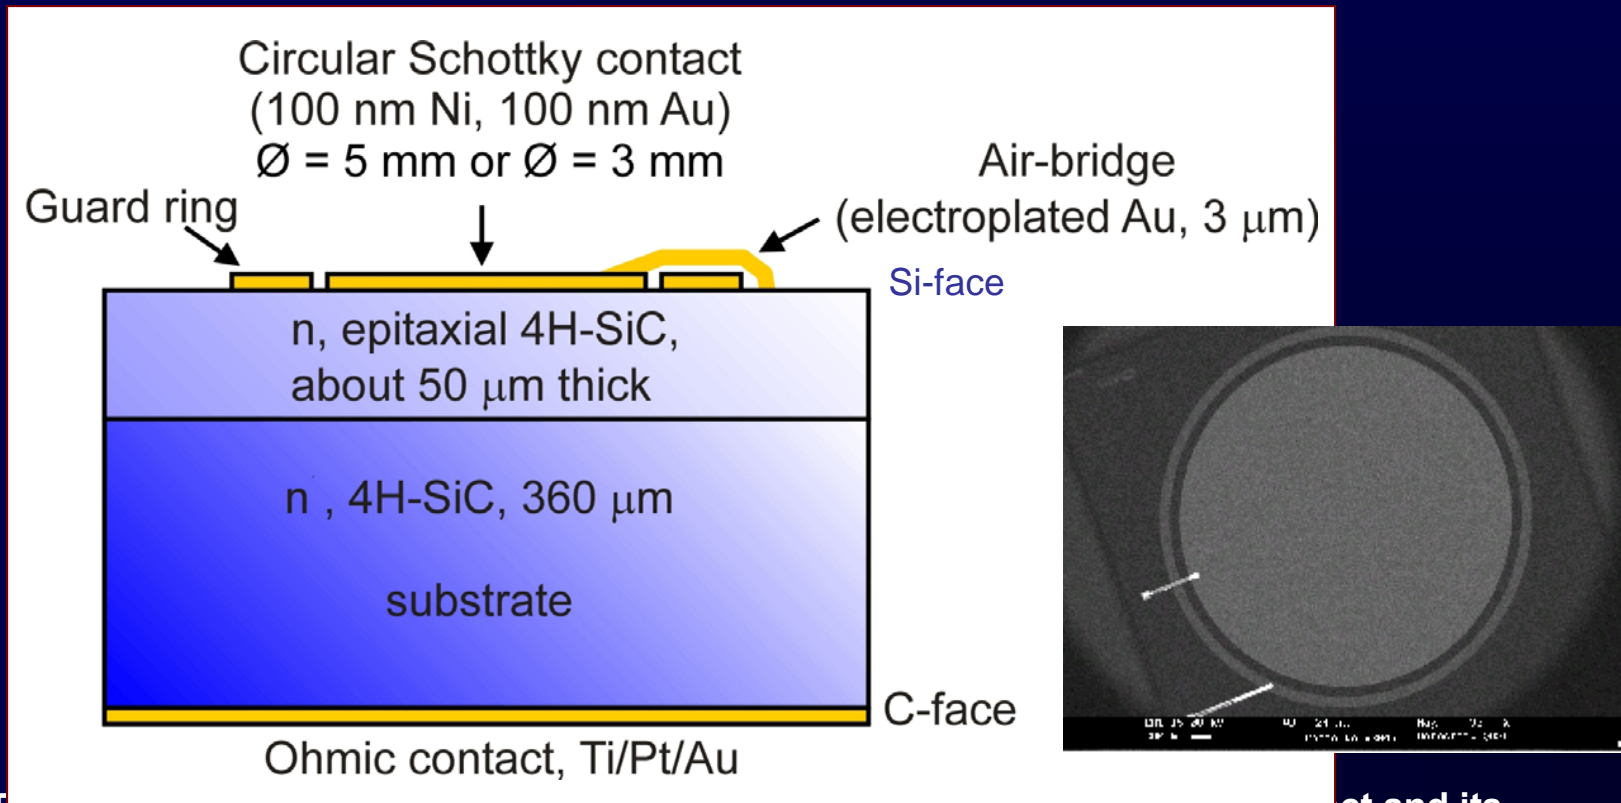 Circular Schottky contact
(100 nm Ni, 100 nm Au)
Ø = 5 mm or Ø = 3 mm
Guard ring
Air-bridge
(electroplated Au, 3 μm)
Si-face
n, epitaxial 4H-SiC,
about 50 μm thick
n , 4H-SiC, 360 μm
substrate
C-face
Ohmic contact, Ti/Pt/Au
and its